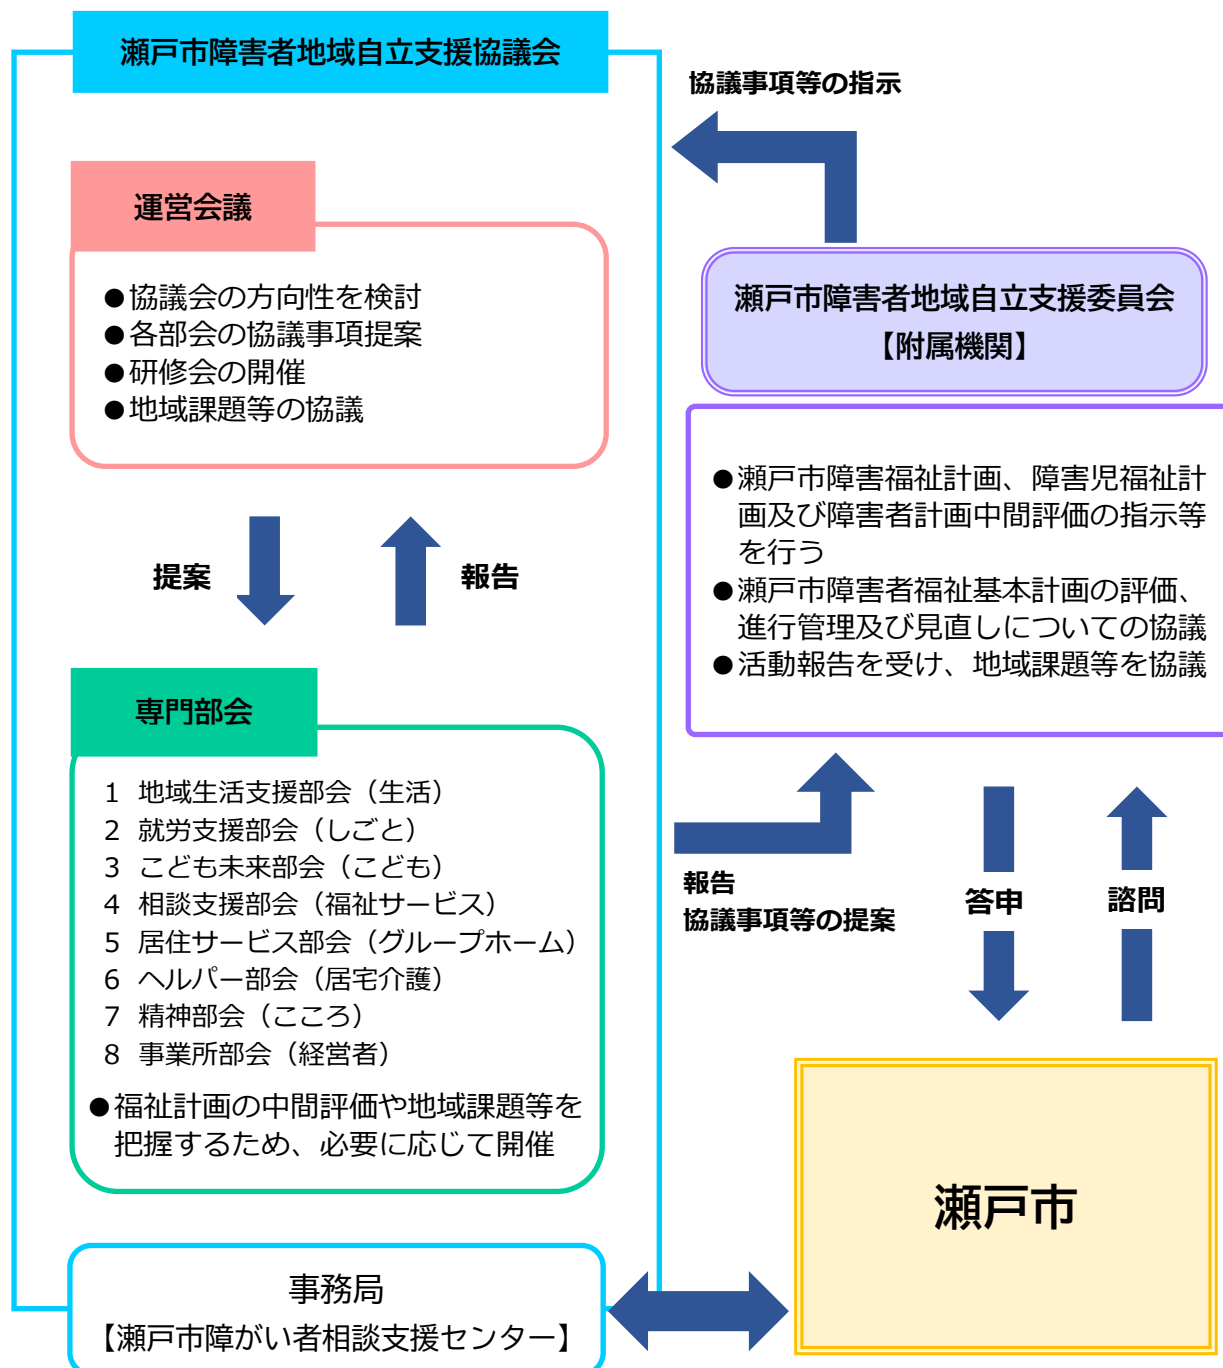 瀬戸市障害者地域自立支援協議会
運営会議
●協議会の方向性を検討
●各部会の協議事項提案
●研修会の開催
●地域課題等の協議
提案
報告
専門部会
1 地域生活支援部会（生活）
2 就労支援部会（しごと）
3 こども未来部会（こども）
4 相談支援部会（福祉サービス）
5 居住サービス部会（グループホーム）
6 ヘルパー部会（居宅介護）
7 精神部会（こころ）
8 事業所部会（経営者）
●福祉計画の中間評価や地域課題等を
把握するため、必要に応じて開催
事務局
【瀬戸市障がい者相談支援センター】
協議事項等の指示
瀬戸市障害者地域自立支援委員会
【附属機関】
●瀬戸市障害福祉計画、障害児福祉計
画及び障害者計画中間評価の指示等
を行う
●瀬戸市障害者福祉基本計画の評価、
進行管理及び見直しについての協議
●活動報告を受け、地域課題等を協議
報告
協議事項等の提案
答申
諮問
瀬戸市